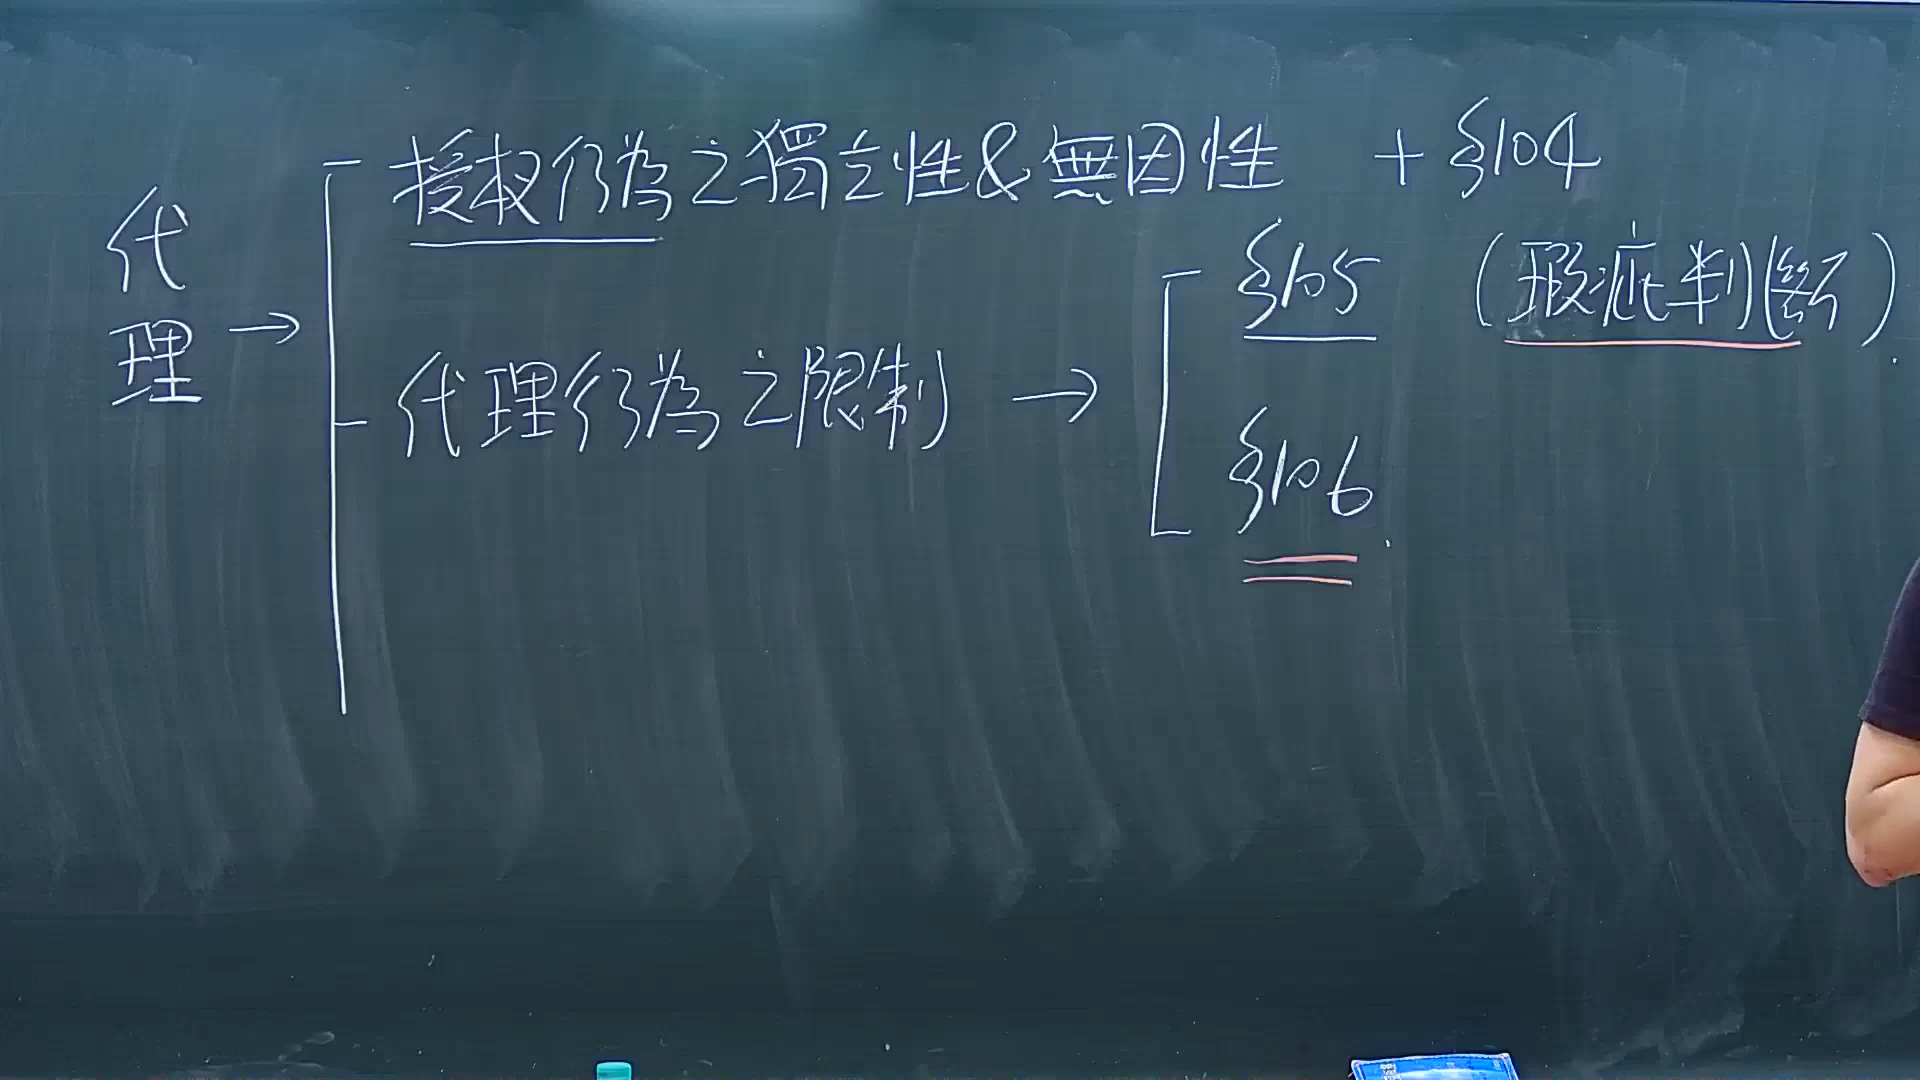 代理 →
授权行為之獨立性&無因性 + §104
代理行為之限制 →
§105 (瑕疵判斷)
§106